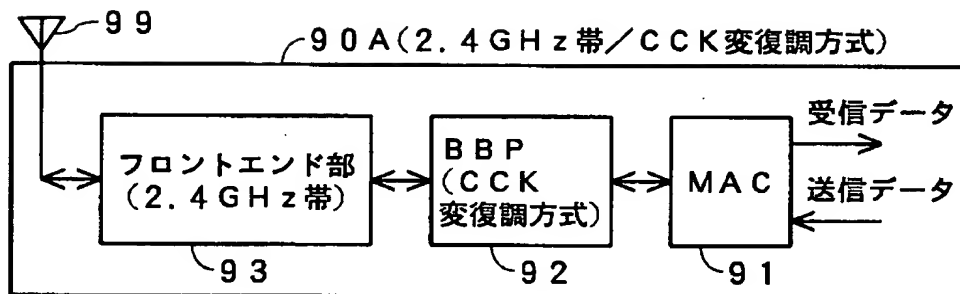 99
90A(2.4GHz帯/CCK変復調方式)
フロントエンド部
(2.4GHz帯)
93
BBP
(CCK
変復調方式)
92
MAC
91
受信データ
送信データ